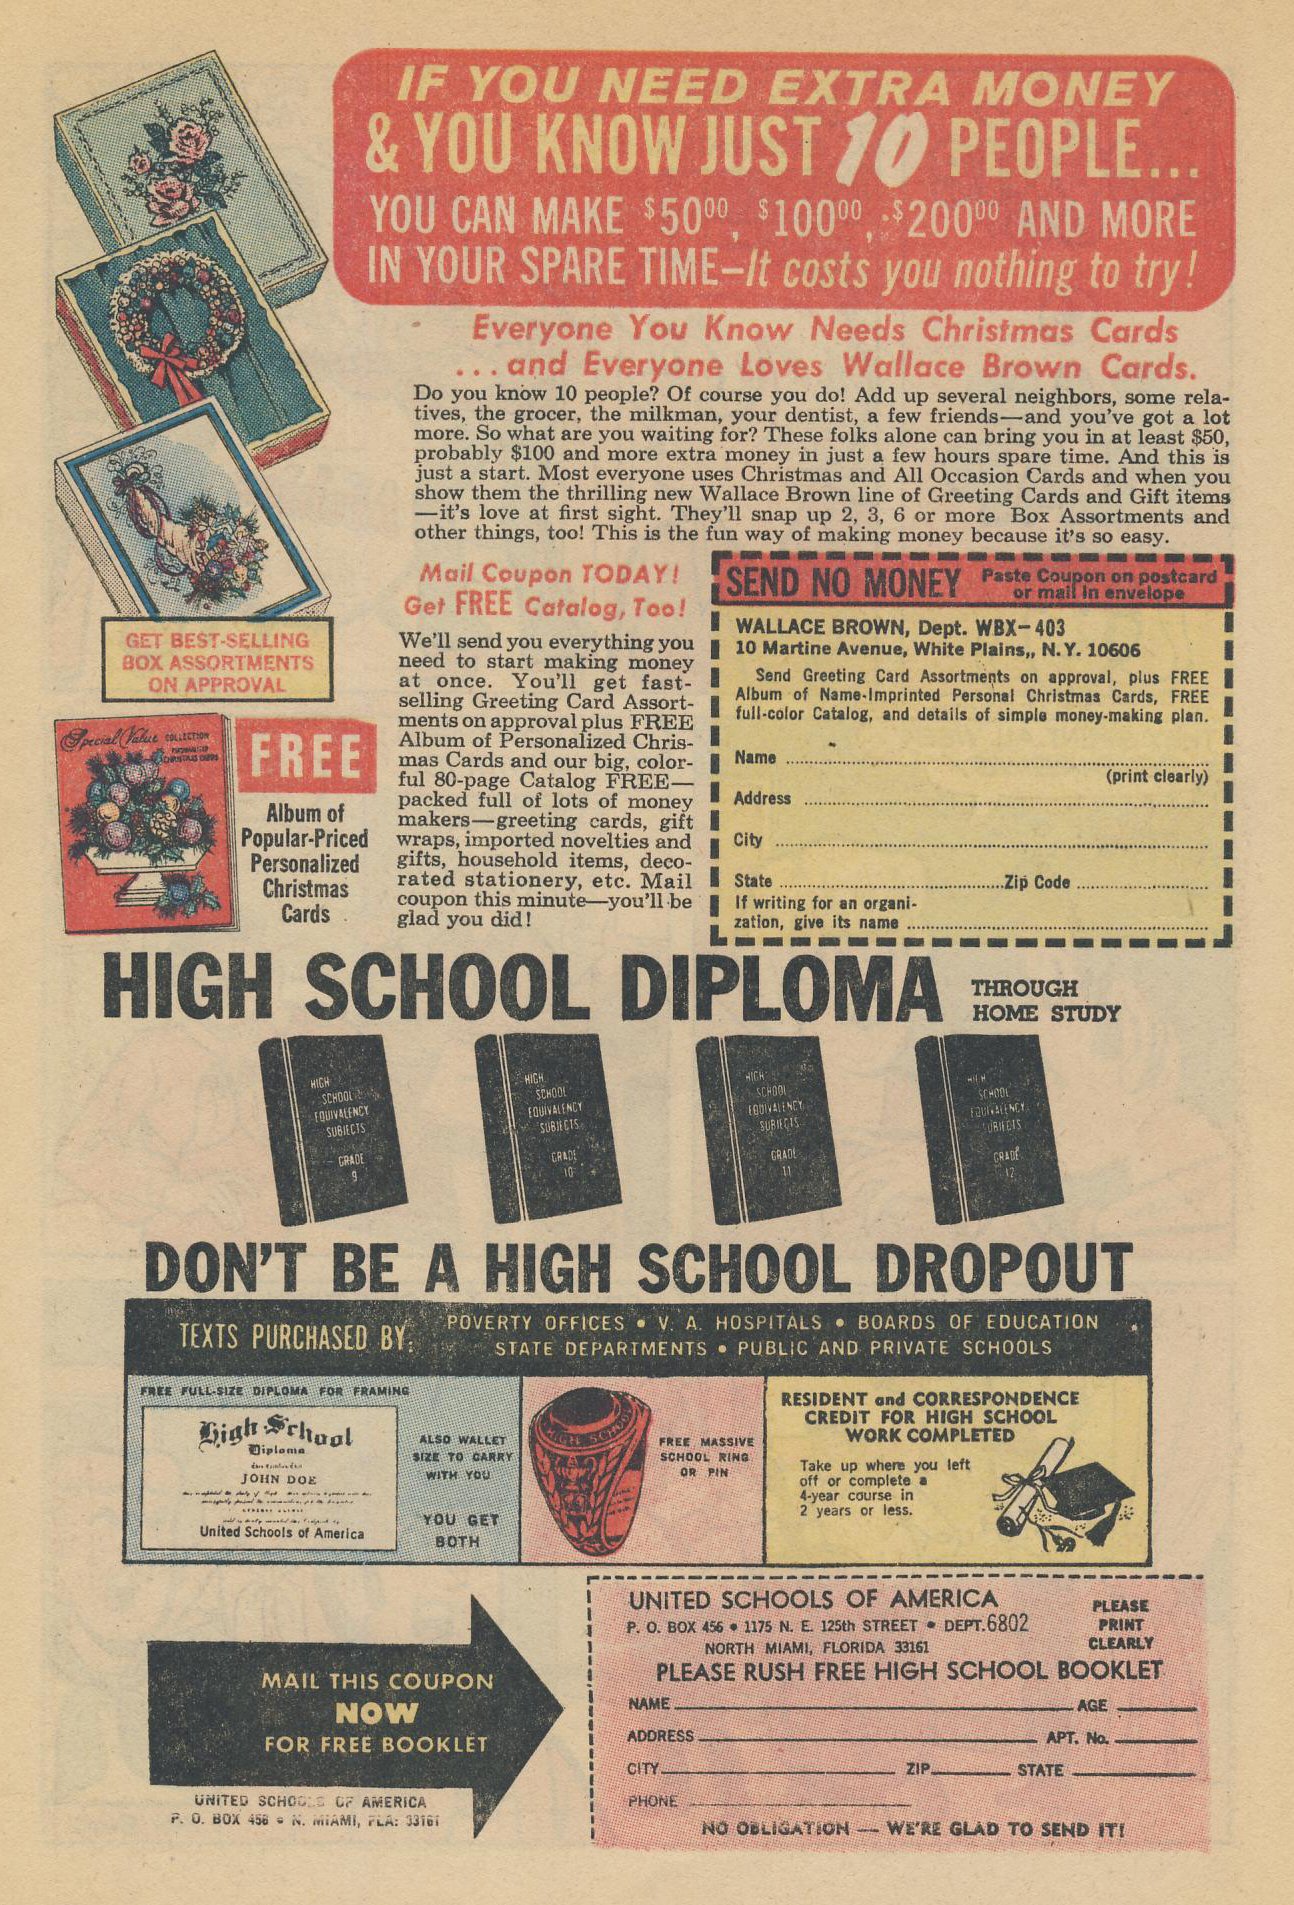 IF YOU NEED EXTRA MONEY
& YOU KNOW JUST 10 PEOPLE...
YOU CAN MAKE $50⁰⁰, $100⁰⁰, $200⁰⁰ AND MORE
IN YOUR SPARE TIME—It costs you nothing to try!
Everyone You Know Needs Christmas Cards
...and Everyone Loves Wallace Brown Cards.
Do you know 10 people? Of course you do! Add up several neighbors, some rela-
tives, the grocer, the milkman, your dentist, a few friends—and you've got a lot
more. So what are you waiting for? These folks alone can bring you in at least $50,
probably $100 and more extra money in just a few hours spare time. And this is
just a start. Most everyone uses Christmas and All Occasion Cards and when you
show them the thrilling new Wallace Brown line of Greeting Cards and Gift items
—it's love at first sight. They'll snap up 2, 3, 6 or more Box Assortments and
other things, too! This is the fun way of making money because it's so easy.
GET BEST-SELLING
BOX ASSORTMENTS
ON APPROVAL
Special Value COLLECTION
PERSONALIZED
CHRISTMAS CARDS
FREE
Album of
Popular-Priced
Personalized
Christmas
Cards
Mail Coupon TODAY!
Get FREE Catalog, Too!
We'll send you everything you
need to start making money
at once. You'll get fast-
selling Greeting Card Assort-
ments on approval plus FREE
Album of Personalized Chris-
mas Cards and our big, color-
ful 80-page Catalog FREE—
packed full of lots of money
makers—greeting cards, gift
wraps, imported novelties and
gifts, household items, deco-
rated stationery, etc. Mail
coupon this minute—you'll be
glad you did!
SEND NO MONEY Paste Coupon on postcard
or mail in envelope
WALLACE BROWN, Dept. WBX-403
10 Martine Avenue, White Plains,, N.Y. 10606
Send Greeting Card Assortments on approval, plus FREE
Album of Name-Imprinted Personal Christmas Cards, FREE
full-color Catalog, and details of simple money-making plan.
Name
(print clearly)
Address
City
State Zip Code
If writing for an organi-
zation, give its name
HIGH SCHOOL DIPLOMA THROUGH
HOME STUDY
HIGH
SCHOOL
EQUIVALENCY
SUBJECTS
GRADE
9
HIGH
SCHOOL
EQUIVALENCY
SUBJECTS
GRADE
10
HIGH
SCHOOL
EQUIVALENCY
SUBJECTS
GRADE
11
HIGH
SCHOOL
EQUIVALENCY
SUBJECTS
GRADE
12
DON'T BE A HIGH SCHOOL DROPOUT
TEXTS PURCHASED BY: POVERTY OFFICES • V. A. HOSPITALS • BOARDS OF EDUCATION
STATE DEPARTMENTS • PUBLIC AND PRIVATE SCHOOLS
FREE FULL-SIZE DIPLOMA FOR FRAMING
High School
Diploma
JOHN DOE
United Schools of America
ALSO WALLET
SIZE TO CARRY
WITH YOU
YOU GET
BOTH
HIGH SCHOOL
FREE MASSIVE
SCHOOL RING
OR PIN
RESIDENT and CORRESPONDENCE
CREDIT FOR HIGH SCHOOL
WORK COMPLETED
Take up where you left
off or complete a
4-year course in
2 years or less.
MAIL THIS COUPON
NOW
FOR FREE BOOKLET
UNITED SCHOOLS OF AMERICA
P. O. BOX 456 • N. MIAMI, FLA: 33161
UNITED SCHOOLS OF AMERICA
P. O. BOX 456 • 1175 N. E. 125th STREET • DEPT.6802
NORTH MIAMI, FLORIDA 33161
PLEASE
PRINT
CLEARLY
PLEASE RUSH FREE HIGH SCHOOL BOOKLET
NAME AGE
ADDRESS APT. No.
CITY ZIP STATE
PHONE
NO OBLIGATION — WE'RE GLAD TO SEND IT!